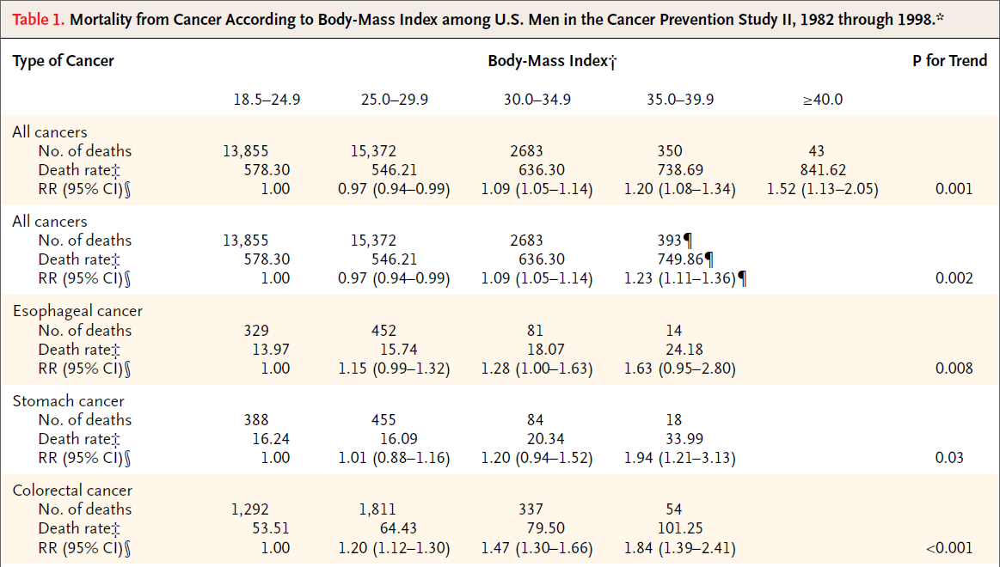 Table 1. Mortality from Cancer According to Body-Mass Index among U.S. Men in the Cancer Prevention Study II, 1982 through 1998.*
Type of Cancer Body-Mass Index† P for Trend
18.5–24.9 25.0–29.9 30.0–34.9 35.0–39.9 ≥40.0
All cancers
No. of deaths 13,855 15,372 2683 350 43
Death rate‡ 578.30 546.21 636.30 738.69 841.62
RR (95% CI)§ 1.00 0.97 (0.94–0.99) 1.09 (1.05–1.14) 1.20 (1.08–1.34) 1.52 (1.13–2.05) 0.001
All cancers
No. of deaths 13,855 15,372 2683 393¶
Death rate‡ 578.30 546.21 636.30 749.86¶
RR (95% CI)§ 1.00 0.97 (0.94–0.99) 1.09 (1.05–1.14) 1.23 (1.11–1.36)¶ 0.002
Esophageal cancer
No. of deaths 329 452 81 14
Death rate‡ 13.97 15.74 18.07 24.18
RR (95% CI)§ 1.00 1.15 (0.99–1.32) 1.28 (1.00–1.63) 1.63 (0.95–2.80) 0.008
Stomach cancer
No. of deaths 388 455 84 18
Death rate‡ 16.24 16.09 20.34 33.99
RR (95% CI)§ 1.00 1.01 (0.88–1.16) 1.20 (0.94–1.52) 1.94 (1.21–3.13) 0.03
Colorectal cancer
No. of deaths 1,292 1,811 337 54
Death rate‡ 53.51 64.43 79.50 101.25
RR (95% CI)§ 1.00 1.20 (1.12–1.30) 1.47 (1.30–1.66) 1.84 (1.39–2.41) <0.001